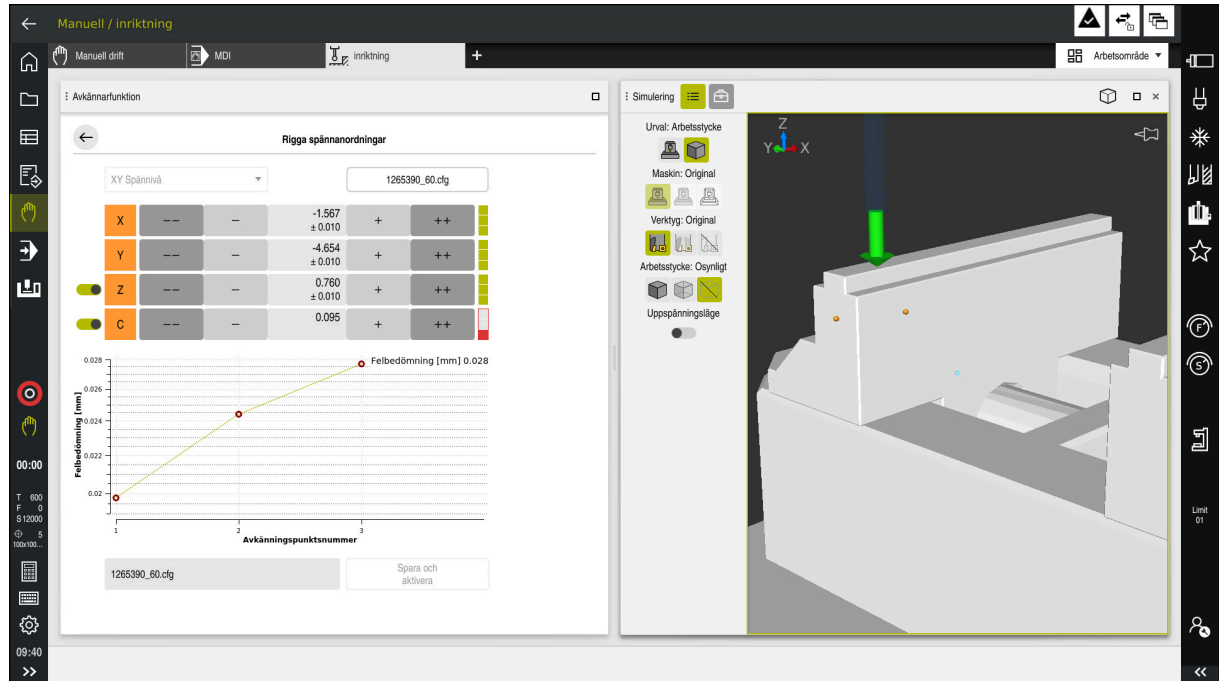 Manuell / inriktning
Manuell drift
MDI
inriktning
+
Arbetsområde
Avkännarfunktion
Rigga spännanordningar
XY Spännivå
1265390_60.cfg
X -- - -1.567 + ++
± 0.010
Y -- - -4.654 + ++
± 0.010
Z -- - 0.760 + ++
± 0.010
C -- - 0.095 + ++
Felbedömning [mm] 0.028
Felbedömning [mm]
0.028
0.026
0.024
0.022
0.02
1 2 3
Avkänningspunktsnummer
1265390_60.cfg
Spara och
aktivera
Simulering
Urval: Arbetsstycke
Maskin: Original
Verktyg: Original
Arbetsstycke: Osynligt
Uppspänningsläge
Z
Y X
00:00
T 600
F 0
S 12000
5
100x100...
09:40
F
S
Limit
01